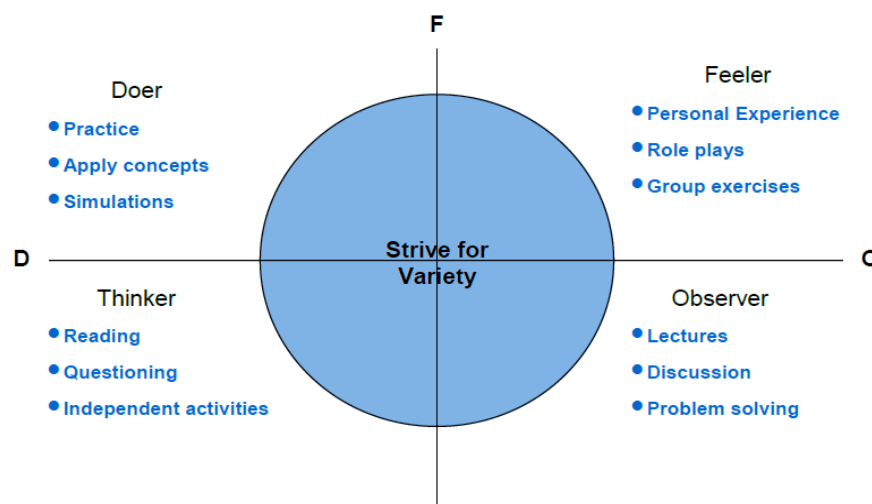 F
Doer
Practice
Apply concepts
Simulations
Feeler
Personal Experience
Role plays
Group exercises
D
Strive for
Variety
Thinker
Reading
Questioning
Independent activities
Observer
Lectures
Discussion
Problem solving